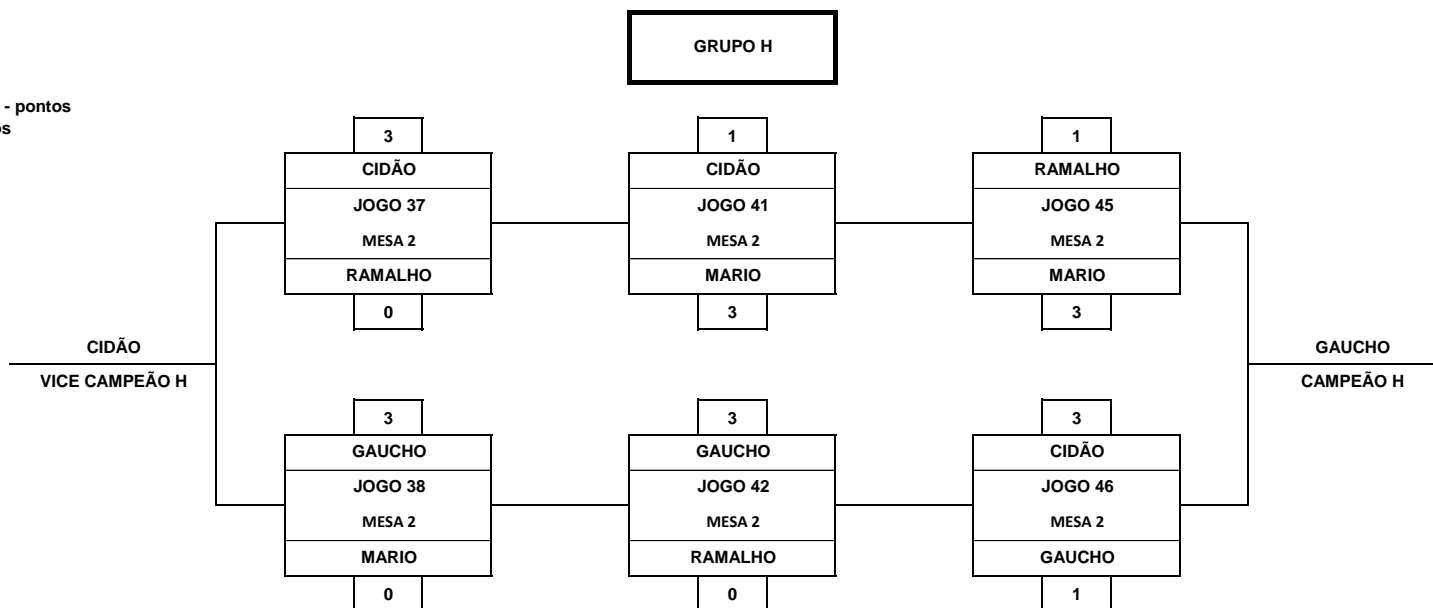 GRUPO H
- pontos
3
CIDÃO
JOGO 37
MESA 2
RAMALHO
0
1
CIDÃO
JOGO 41
MESA 2
MARIO
3
1
RAMALHO
JOGO 45
MESA 2
MARIO
3
CIDÃO
VICE CAMPEÃO H
GAUCHO
CAMPEÃO H
3
GAUCHO
JOGO 38
MESA 2
MARIO
0
3
GAUCHO
JOGO 42
MESA 2
RAMALHO
0
3
CIDÃO
JOGO 46
MESA 2
GAUCHO
1